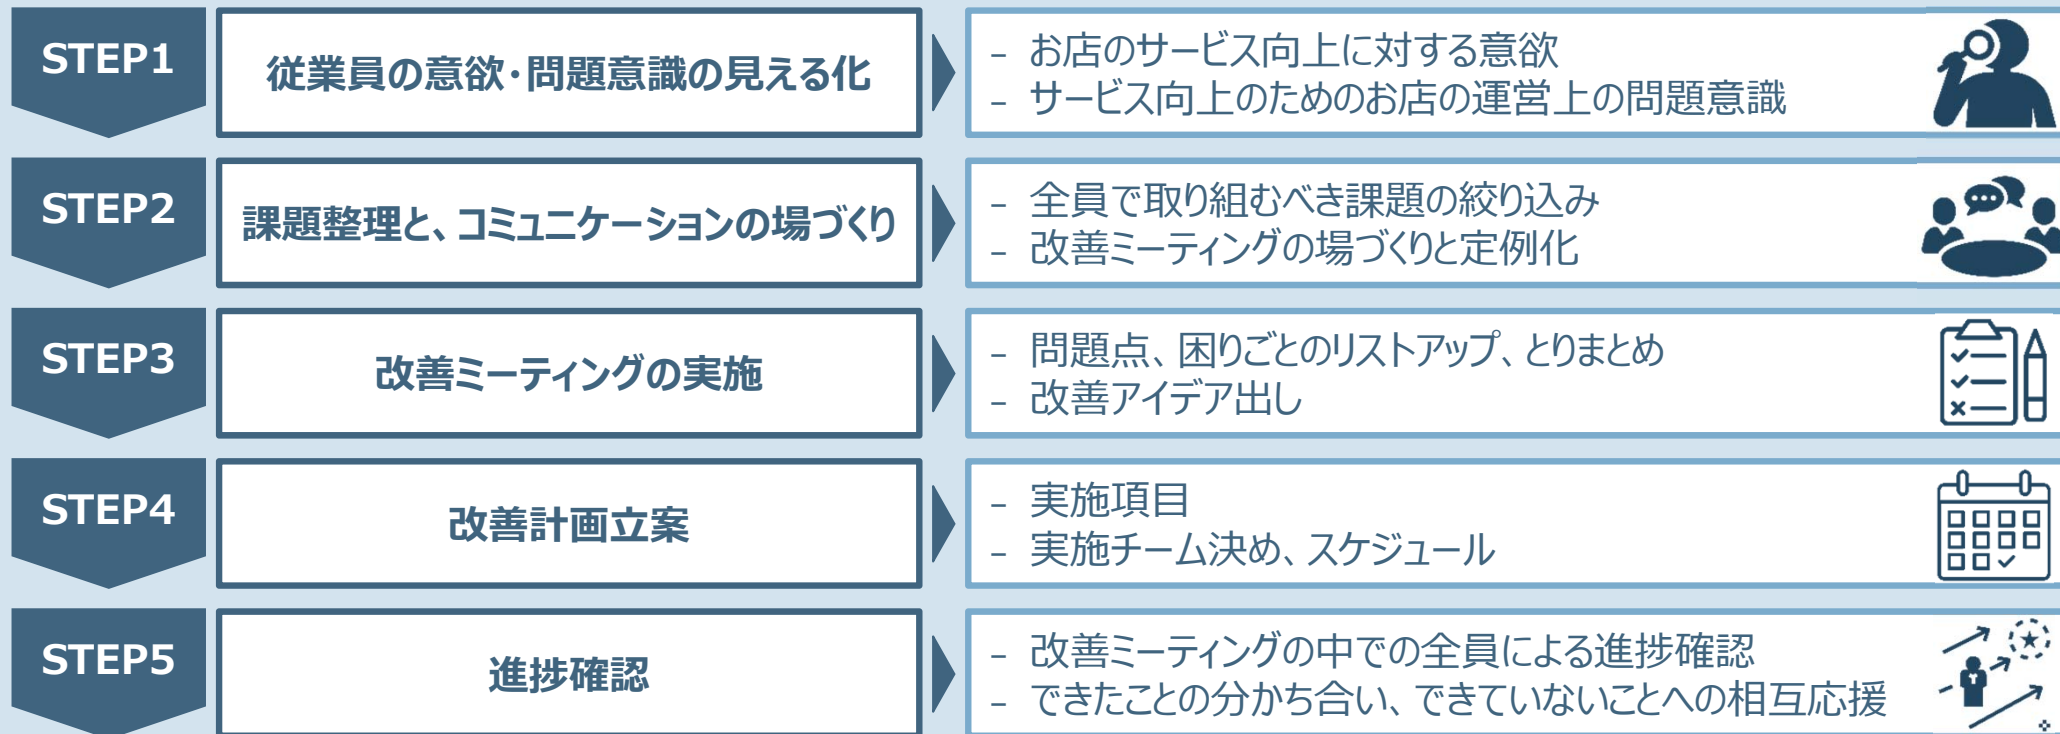 STEP1
従業員の意欲・問題意識の見える化
- お店のサービス向上に対する意欲
- サービス向上のためのお店の運営上の問題意識
STEP2
課題整理と、コミュニケーションの場づくり
- 全員で取り組むべき課題の絞り込み
- 改善ミーティングの場づくりと定例化
STEP3
改善ミーティングの実施
- 問題点、困りごとのリストアップ、とりまとめ
- 改善アイデア出し
STEP4
改善計画立案
- 実施項目
- 実施チーム決め、スケジュール
STEP5
進捗確認
- 改善ミーティングの中での全員による進捗確認
- できたことの分かち合い、できていないことへの相互応援